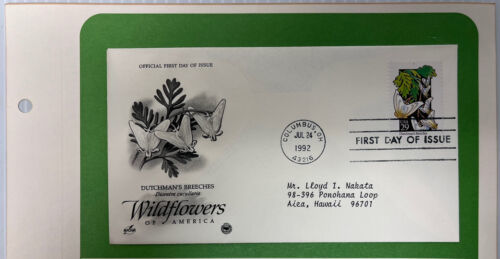 OFFICIAL FIRST DAY OF ISSUE
DUTCHMAN'S BREECHES
Dicentra cucullaria
Wildflowers
OF AMERICA
COLUMBUS, OH
JUL 24
1992
43216
29
FIRST DAY OF ISSUE
Mr. Lloyd I. Nakata
98-396 Ponohana Loop
Aiea, Hawaii 96701